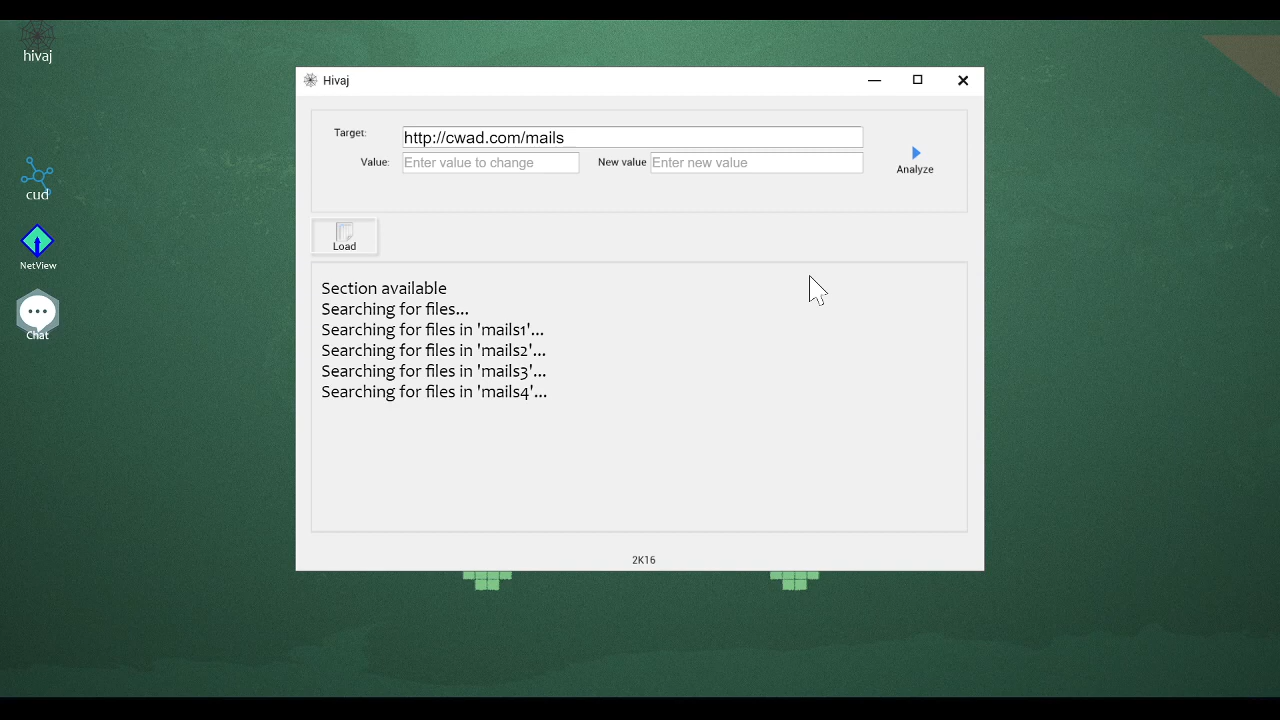 hivaj
cud
NetView
Chat
Hivaj
Target:
http://cwad.com/mails
Value:
Enter value to change
New value
Enter new value
Analyze
Load
Section available
Searching for files...
Searching for files in 'mails1'...
Searching for files in 'mails2'...
Searching for files in 'mails3'...
Searching for files in 'mails4'...
2K16